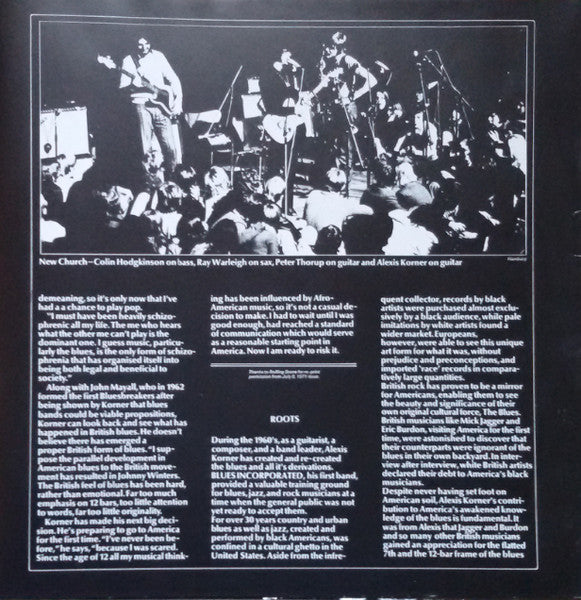 Hamburg
New Church—Colin Hodgkinson on bass, Ray Warleigh on sax, Peter Thorup on guitar and Alexis Korner on guitar
demeaning, so it's only now that I've
had a a chance to play pop.
"I must have been heavily schizo-
phrenic all my life. The me who hears
what the other me can't play is the
dominant one. I guess music, particu-
larly the blues, is the only form of schizo-
phrenia that has organised itself into
being both legal and beneficial to
society."
Along with John Mayall, who in 1962
formed the first Bluesbreakers after
being shown by Korner that blues
bands could be viable propositions,
Korner can look back and see what has
happened in British blues. He doesn't
believe there has emerged a
proper British form of blues. "I sup-
pose the parallel development in
American blues to the British move-
ment has resulted in Johnny Winters.
The British feel of blues has been hard,
rather than emotional. Far too much
emphasis on 12 bars, too little attention
to words, far too little originality.
Korner has made his next big deci-
sion. He's preparing to go to America
for the first time. "I've never been be-
fore," he says, "because I was scared.
Since the age of 12 all my musical think-
ing has been influenced by Afro-
American music, so it's not a casual de-
cision to make. I had to wait until I was
good enough, had reached a standard
of communication which would serve
as a reasonable starting point in
America. Now I am ready to risk it.
Thanks to Rolling Stone for re-print
permission from July 8, 1971 issue.
ROOTS
During the 1960's, as a guitarist, a
composer, and a band leader, Alexis
Korner has created and re-created
the blues and all it's derivations.
BLUES INCORPORATED, his first band,
provided a valuable training ground
for blues, jazz, and rock musicians at a
time when the general public was not
yet ready to accept them.
For over 30 years country and urban
blues as well as jazz, created and
performed by black Americans, was
confined in a cultural ghetto in the
United States. Aside from the infre-
quent collector, records by black
artists were purchased almost exclu-
sively by a black audience, while pale
imitations by white artists found a
wider market. Europeans,
however, were able to see this unique
art form for what it was, without
prejudice and preconceptions, and
imported 'race' records in compara-
tively large quantities.
British rock has proven to be a mirror
for Americans, enabling them to see
the beauty and significance of their
own original cultural force, The Blues.
British musicians like Mick Jagger and
Eric Burdon, visiting America for the first
time, were astonished to discover that
their counterparts were ignorant of the
blues in their own backyard. In inter-
view after interview, white British artists
declared their debt to America's black
musicians.
Despite never having set foot on
American soil, Alexis Korner's contri-
bution to America's awakened know-
ledge of the blues is fundamental. It
was from Alexis that Jagger and Burdon
and so many other British musicians
gained an appreciation for the flatted
7th and the 12-bar frame of the blues